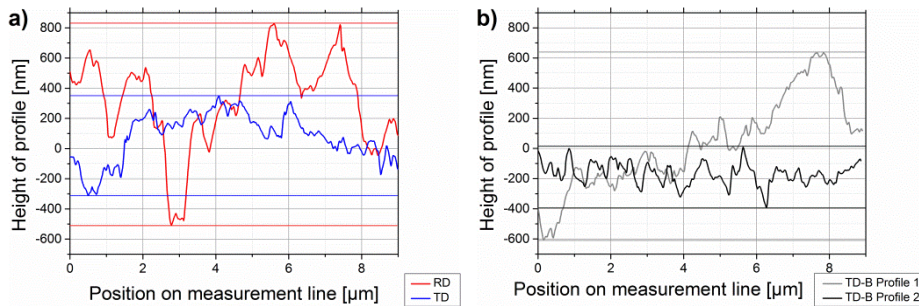 a)
800
600
400
200
0
-200
-400
-600
Height of profile [nm]
0 2 4 6 8
Position on measurement line [µm]
RD
TD
b)
800
600
400
200
0
-200
-400
-600
Height of profile [nm]
0 2 4 6 8
Position on measurement line [µm]
TD-B Profile 1
TD-B Profile 2